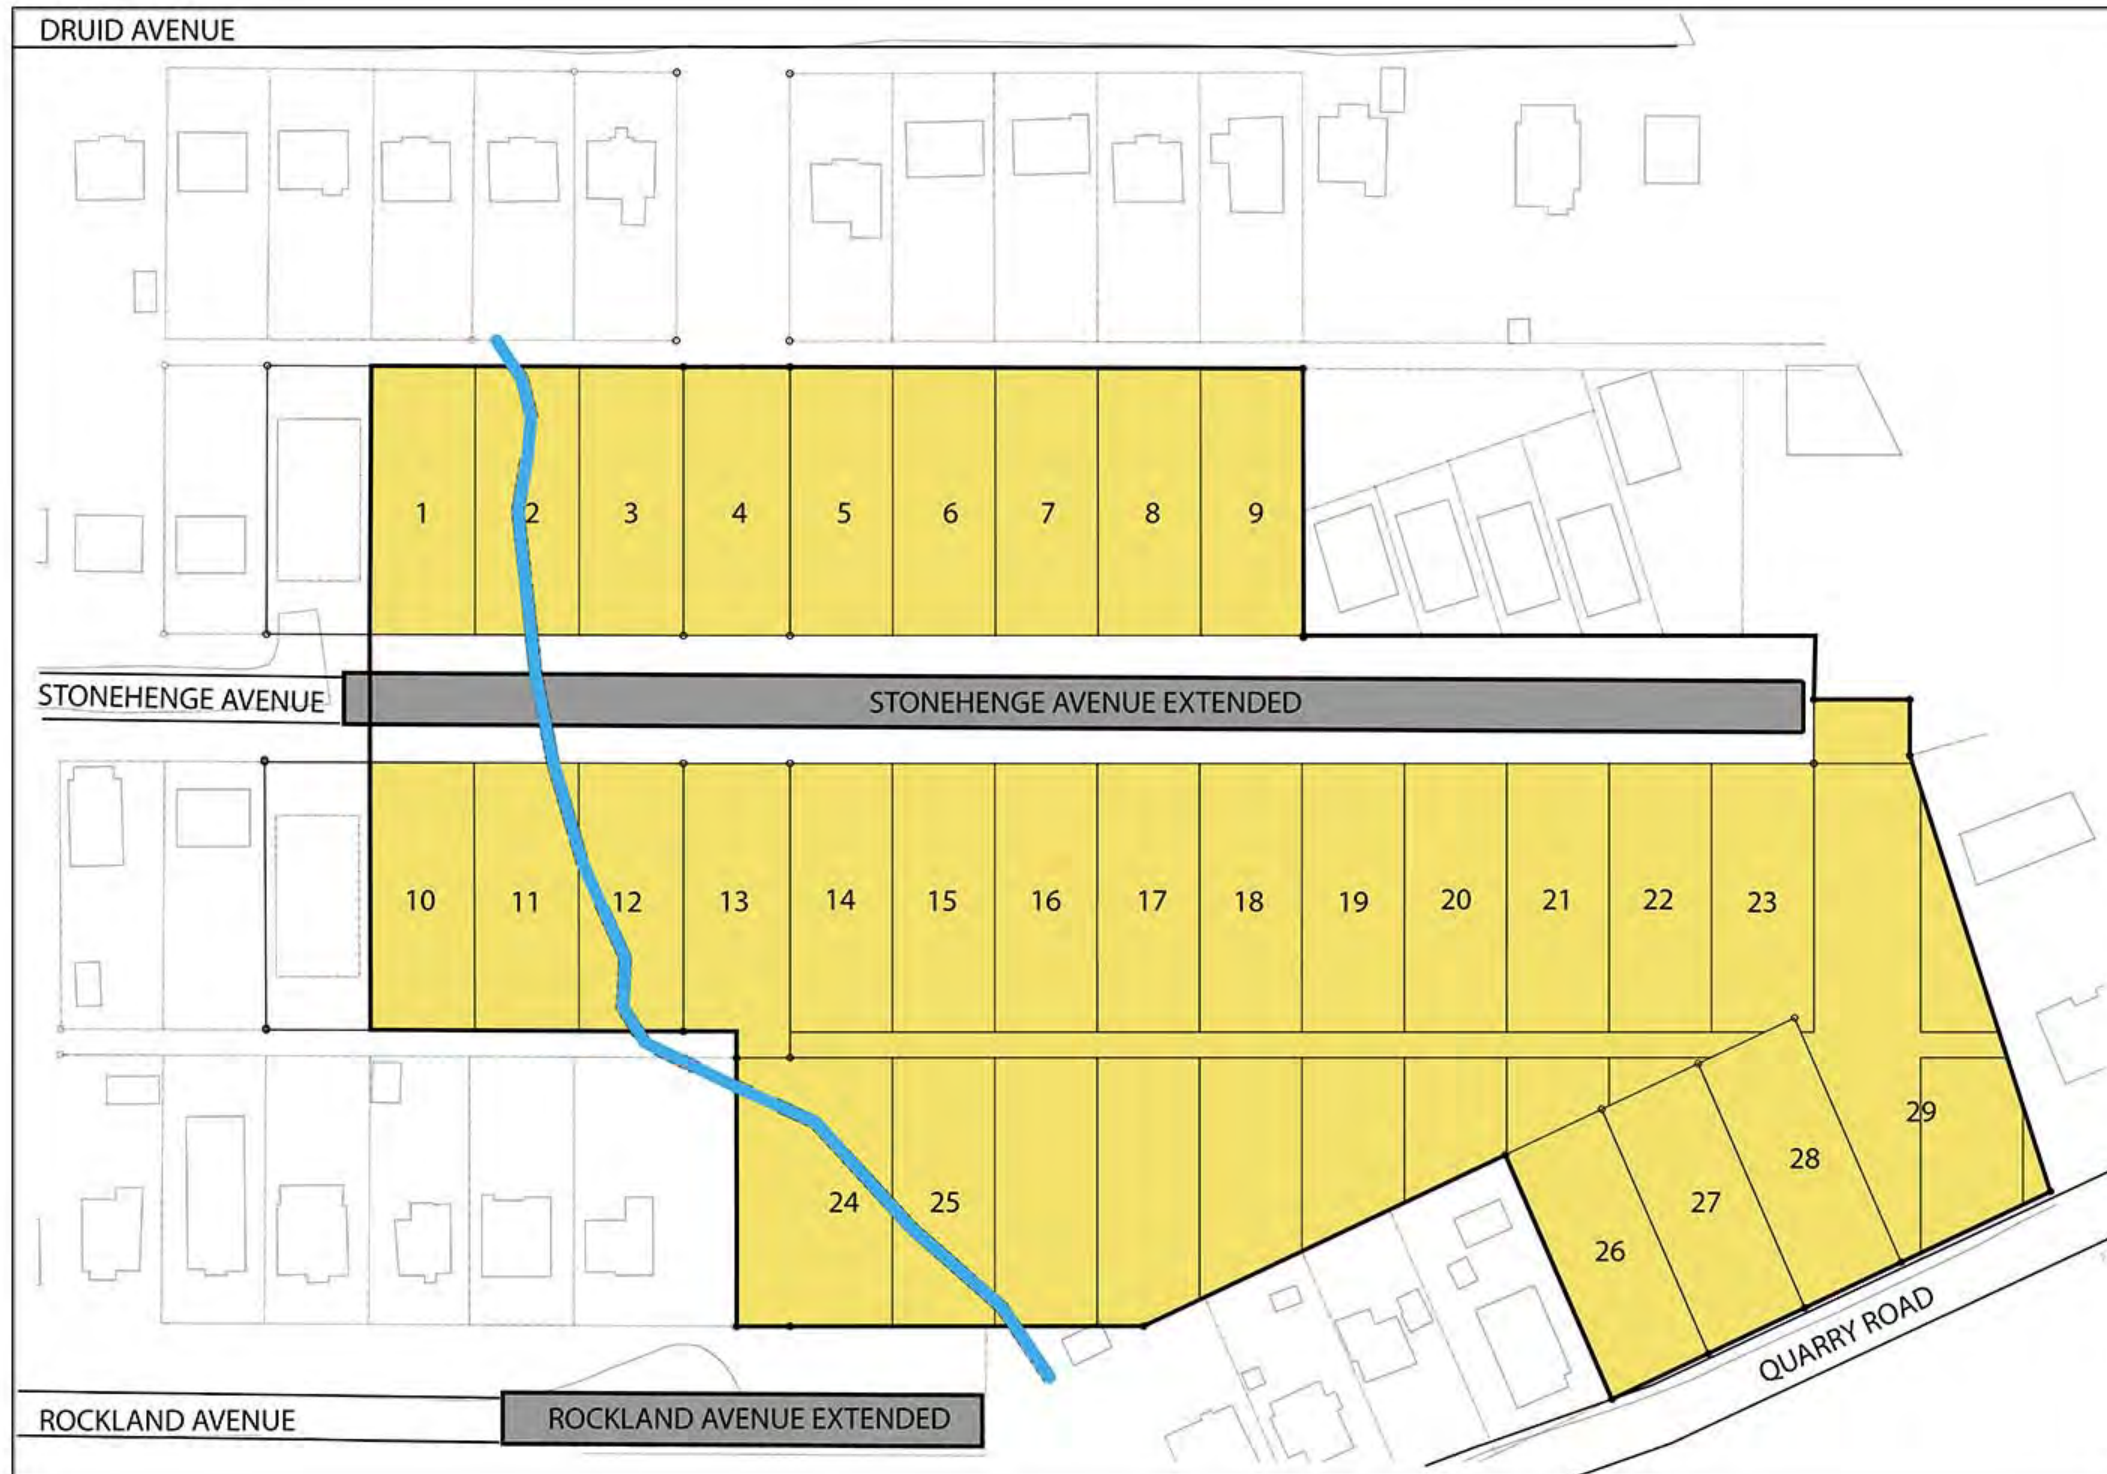 DRUID AVENUE
1 2 3 4 5 6 7 8 9
STONEHENGE AVENUE STONEHENGE AVENUE EXTENDED
10 11 12 13 14 15 16 17 18 19 20 21 22 23
24 25 26 27 28 29
QUARRY ROAD
ROCKLAND AVENUE ROCKLAND AVENUE EXTENDED